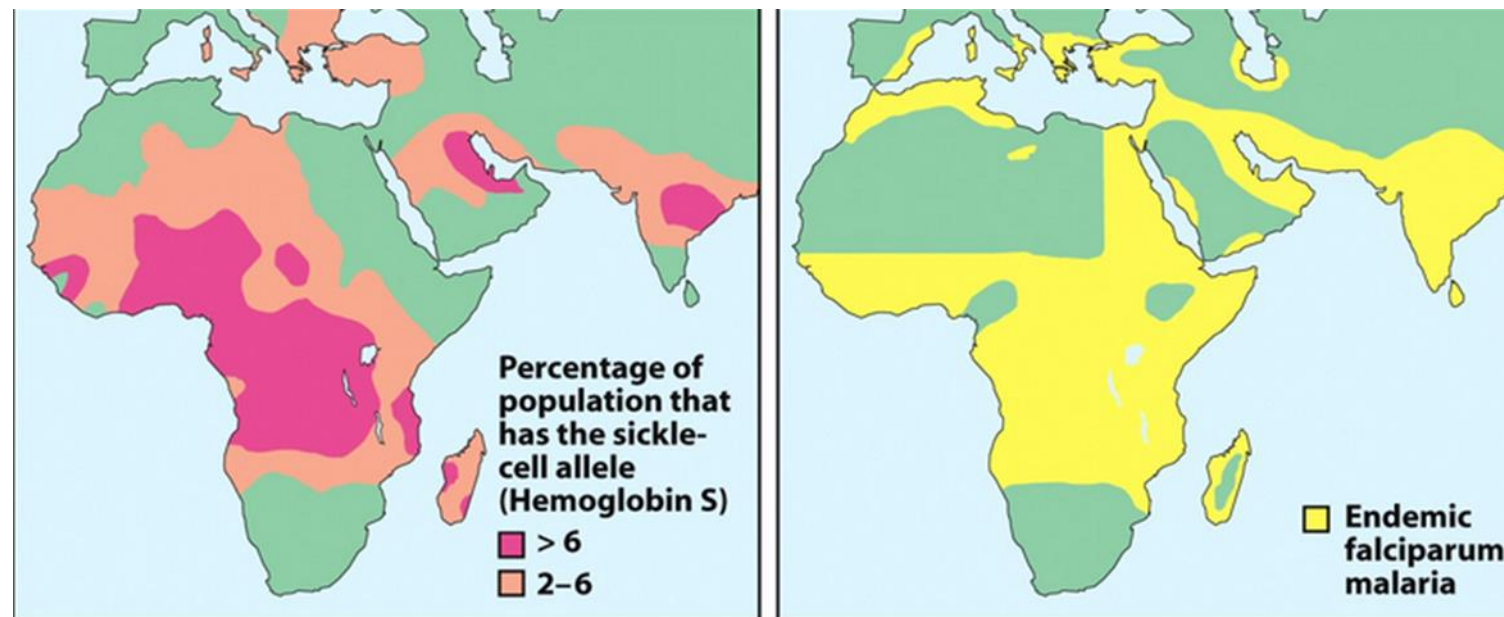 Percentage of
population that
has the sickle-
cell allele
(Hemoglobin S)
> 6
2–6
Endemic
falciparum
malaria